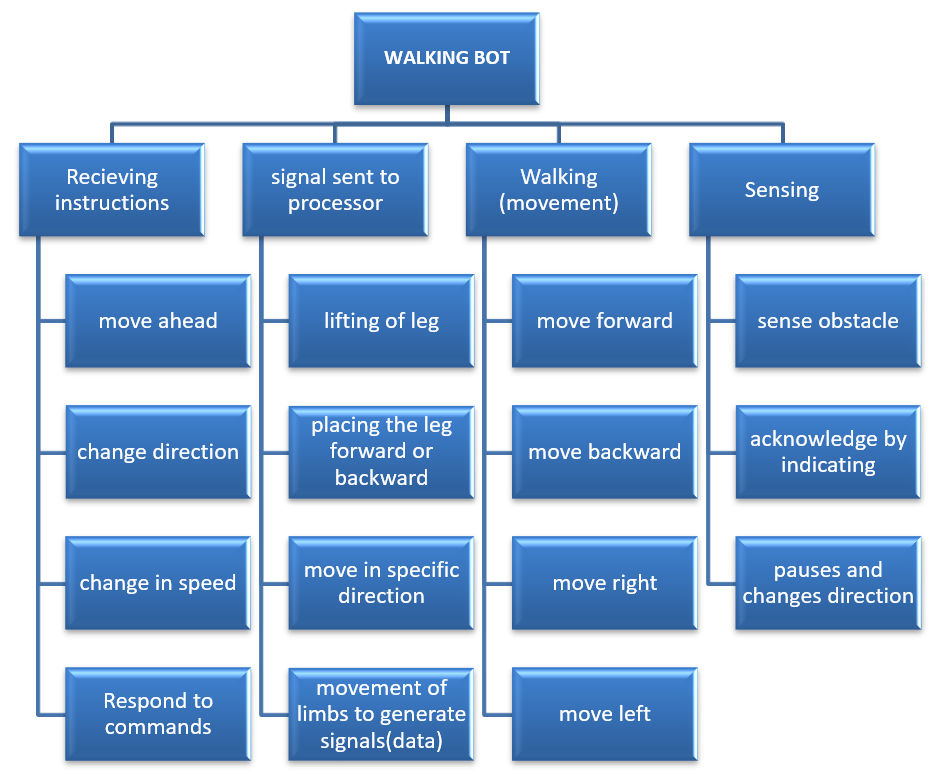 WALKING BOT
Recieving
instructions
move ahead
change direction
change in speed
Respond to
commands
signal sent to
processor
lifting of leg
placing the leg
forward or
backward
move in specific
direction
movement of
limbs to generate
signals(data)
Walking
(movement)
move forward
move backward
move right
move left
Sensing
sense obstacle
acknowledge by
indicating
pauses and
changes direction